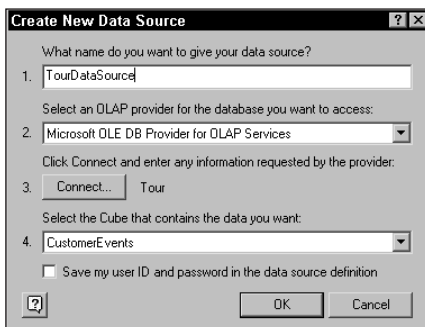 Create New Data Source
What name do you want to give your data source?
1. TourDataSource
Select an OLAP provider for the database you want to access:
2. Microsoft OLE DB Provider for OLAP Services
Click Connect and enter any information requested by the provider:
3. Connect... Tour
Select the Cube that contains the data you want:
4. CustomerEvents
Save my user ID and password in the data source definition
OK Cancel